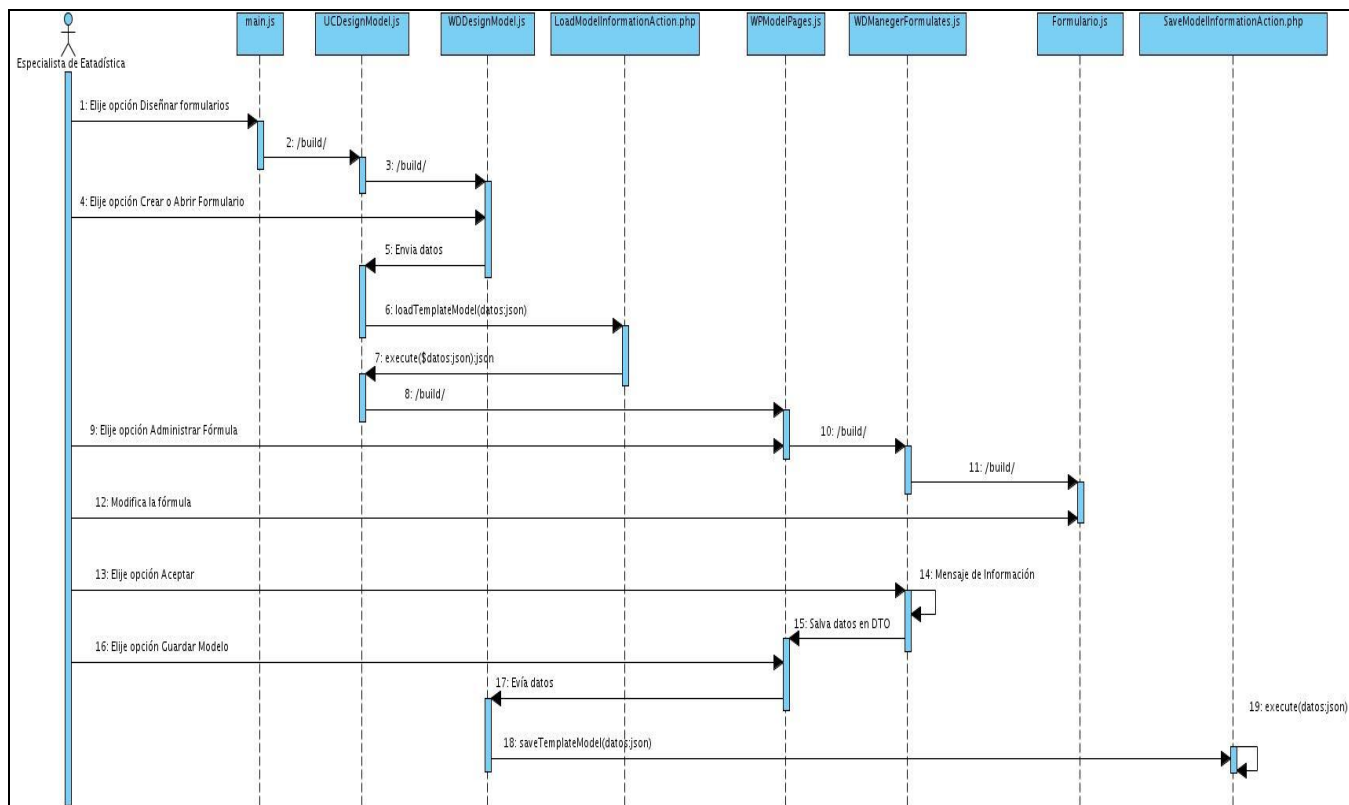 main.js
UCDesignModel.js
WDDesignModel.js
LoadModelInformationAction.php
WPModelPages.js
WDManegerFormulates.js
Formulario.js
SaveModelInformationAction.php
Especialista de Eatadística
1: Elije opción Diseñnar formularios
2: /build/
3: /build/
4: Elije opción Crear o Abrir Formulario
5: Envia datos
6: loadTemplateModel(datos:json)
7: execute($datos:json):json
8: /build/
9: Elije opción Administrar Fórmula
10: /build/
11: /build/
12: Modifica la fórmula
13: Elije opción Aceptar
14: Mensaje de Información
15: Salva datos en DTO
16: Elije opción Guardar Modelo
17: Evía datos
18: saveTemplateModel(datos:json)
19: execute(datos:json)